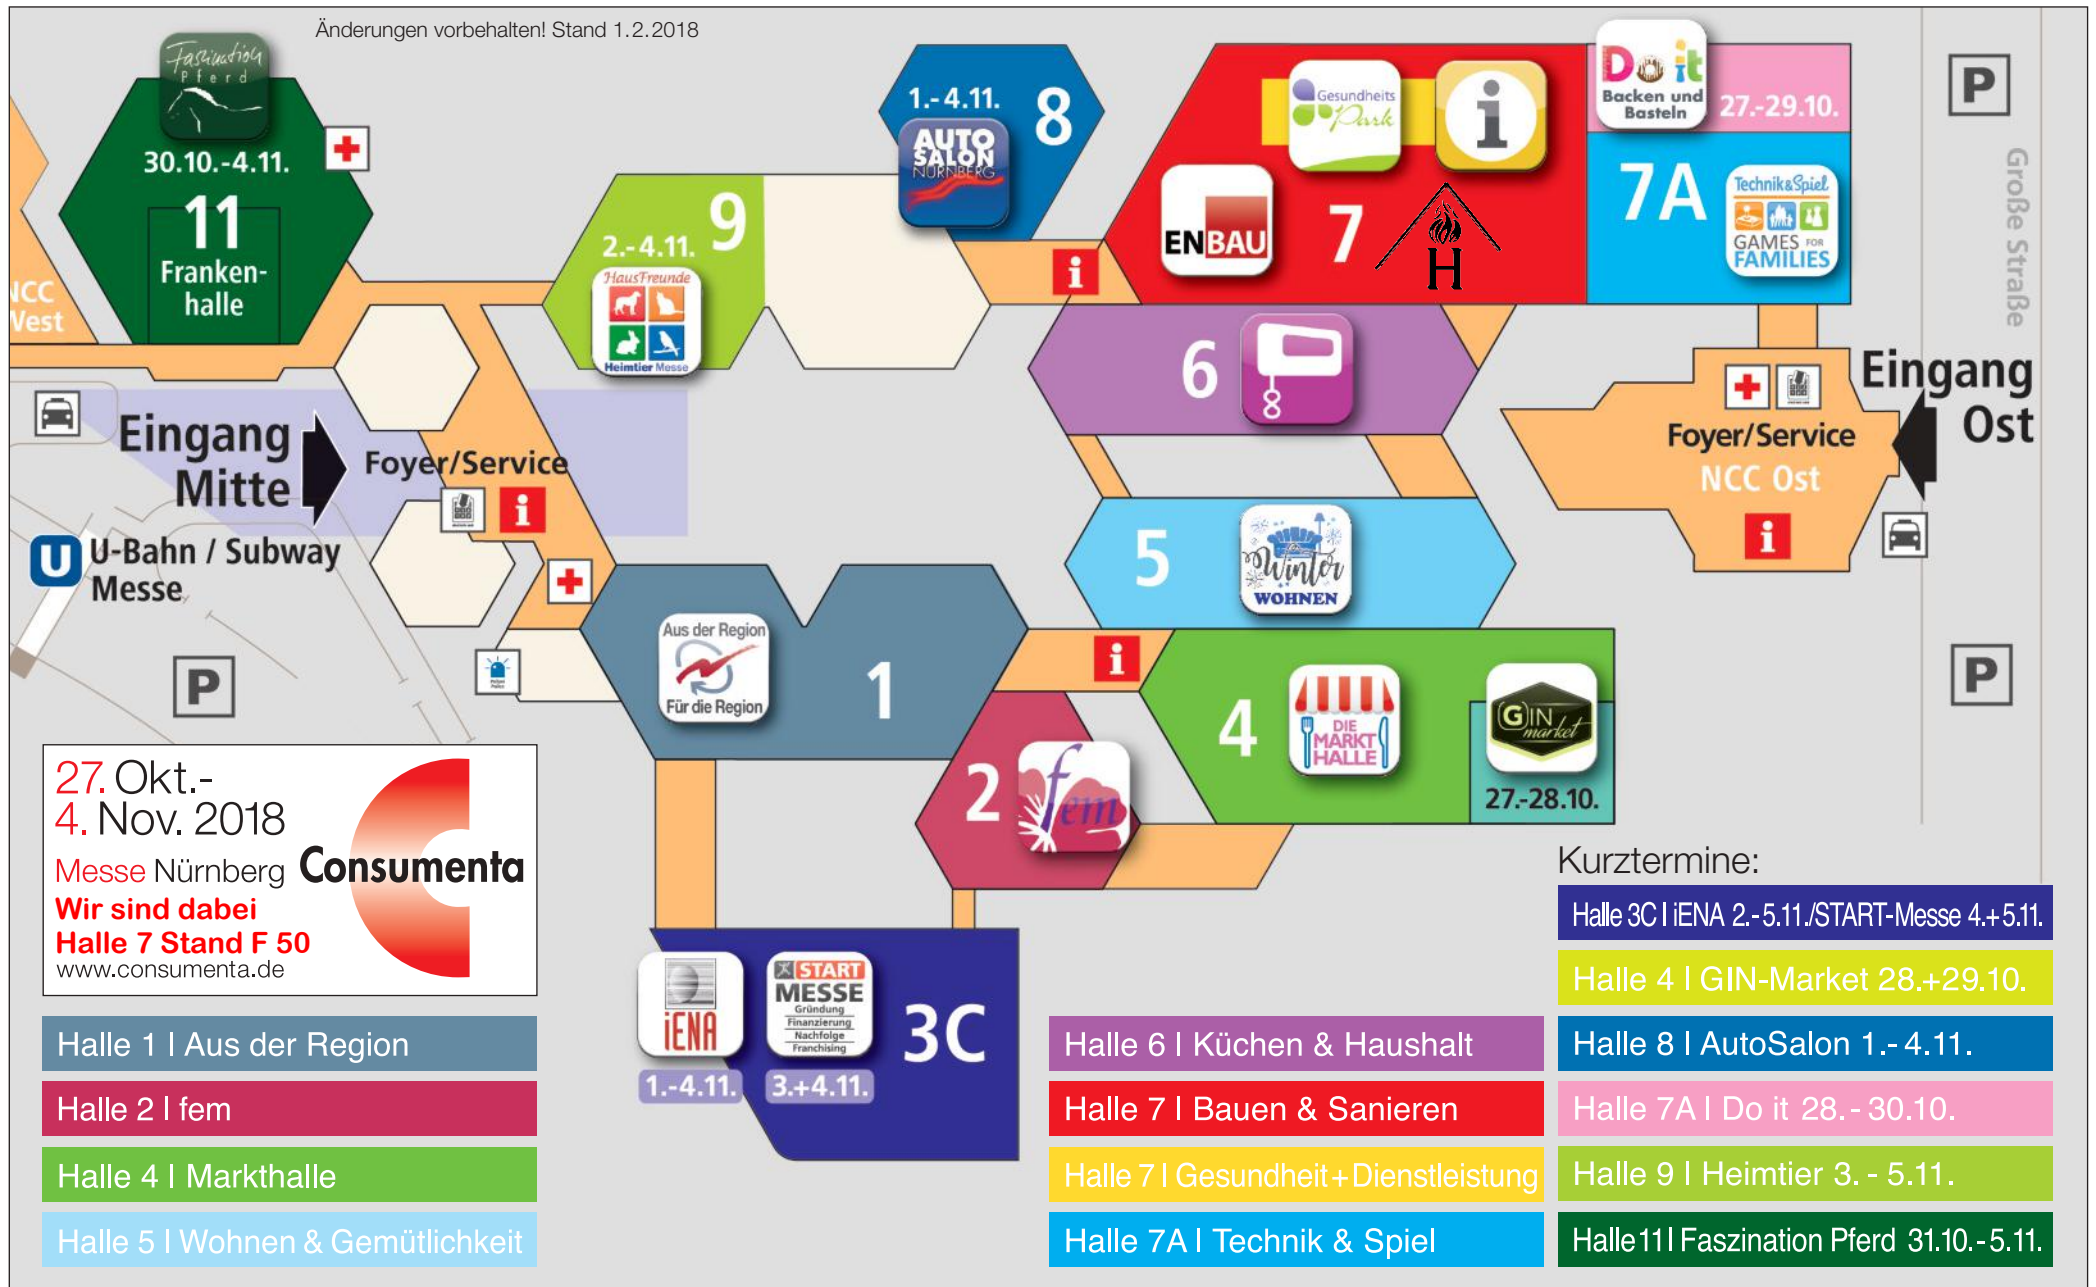 Änderungen vorbehalten! Stand 1.2.2018
Faszination
Pferd
30.10.-4.11.
11
Franken-
halle
NCC
West
2.-4.11.
9
HausFreunde
Heimtier Messe
1.-4.11.
8
AUTO
SALON
NÜRNBERG
i
Gesundheits
Park
i
ENBAU
7
H
Do it
Backen und
Basteln
27.-29.10.
7A
Technik&Spiel
GAMES FOR
FAMILIES
P
Große Straße
6
8
Eingang
Ost
Foyer/Service
NCC Ost
i
Eingang
Mitte
Foyer/Service
i
U
U-Bahn / Subway
Messe
P
5
Winter
WOHNEN
Aus der Region
Für die Region
1
i
4
DIE
MARKT
HALLE
GIN
market
27.-28.10.
P
2
fem
27. Okt.-
4. Nov. 2018
Messe Nürnberg
Consumenta
Wir sind dabei
Halle 7 Stand F 50
www.consumenta.de
iENA
1.-4.11.
START
MESSE
Gründung
Finanzierung
Nachfolge
Franchising
3.+4.11.
3C
Halle 1 | Aus der Region
Halle 2 | fem
Halle 4 | Markthalle
Halle 5 | Wohnen & Gemütlichkeit
Halle 6 | Küchen & Haushalt
Halle 7 | Bauen & Sanieren
Halle 7 | Gesundheit+Dienstleistung
Halle 7A | Technik & Spiel
Kurztermine:
Halle 3C | iENA 2.-5.11./START-Messe 4.+5.11.
Halle 4 | GIN-Market 28.+29.10.
Halle 8 | AutoSalon 1.-4.11.
Halle 7A | Do it 28.-30.10.
Halle 9 | Heimtier 3. - 5.11.
Halle 11 | Faszination Pferd 31.10.-5.11.